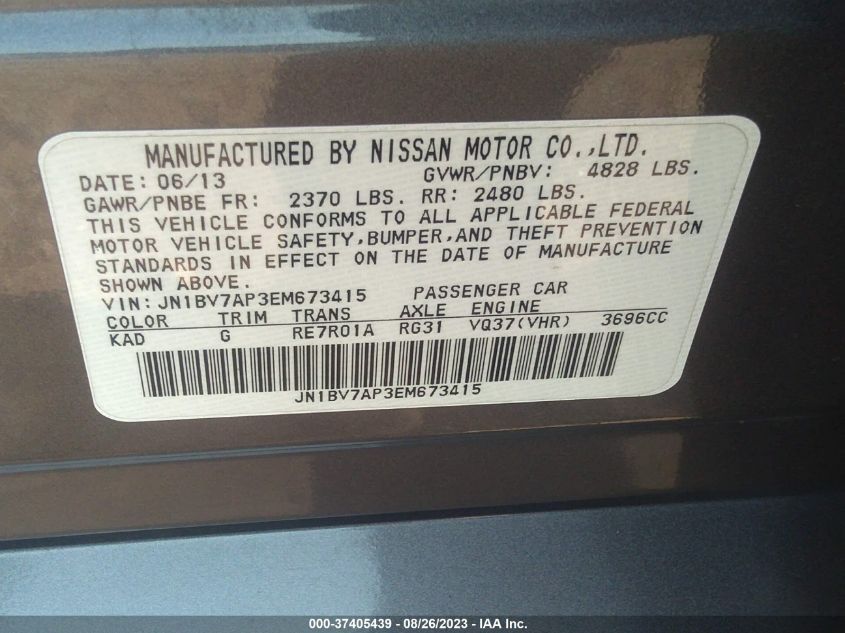 MANUFACTURED BY NISSAN MOTOR CO.,LTD.
DATE: 06/13 GVWR/PNBV: 4828 LBS.
GAWR/PNBE FR: 2370 LBS. RR: 2480 LBS.
THIS VEHICLE CONFORMS TO ALL APPLICABLE FEDERAL
MOTOR VEHICLE SAFETY,BUMPER,AND THEFT PREVENTION
STANDARDS IN EFFECT ON THE DATE OF MANUFACTURE
SHOWN ABOVE.
VIN: JN1BV7AP3EM673415 PASSENGER CAR
COLOR TRIM TRANS AXLE ENGINE
KAD G RE7R01A RG31 VQ37(VHR) 3696CC
JN1BV7AP3EM673415
000-37405439 - 08/26/2023 - IAA Inc.